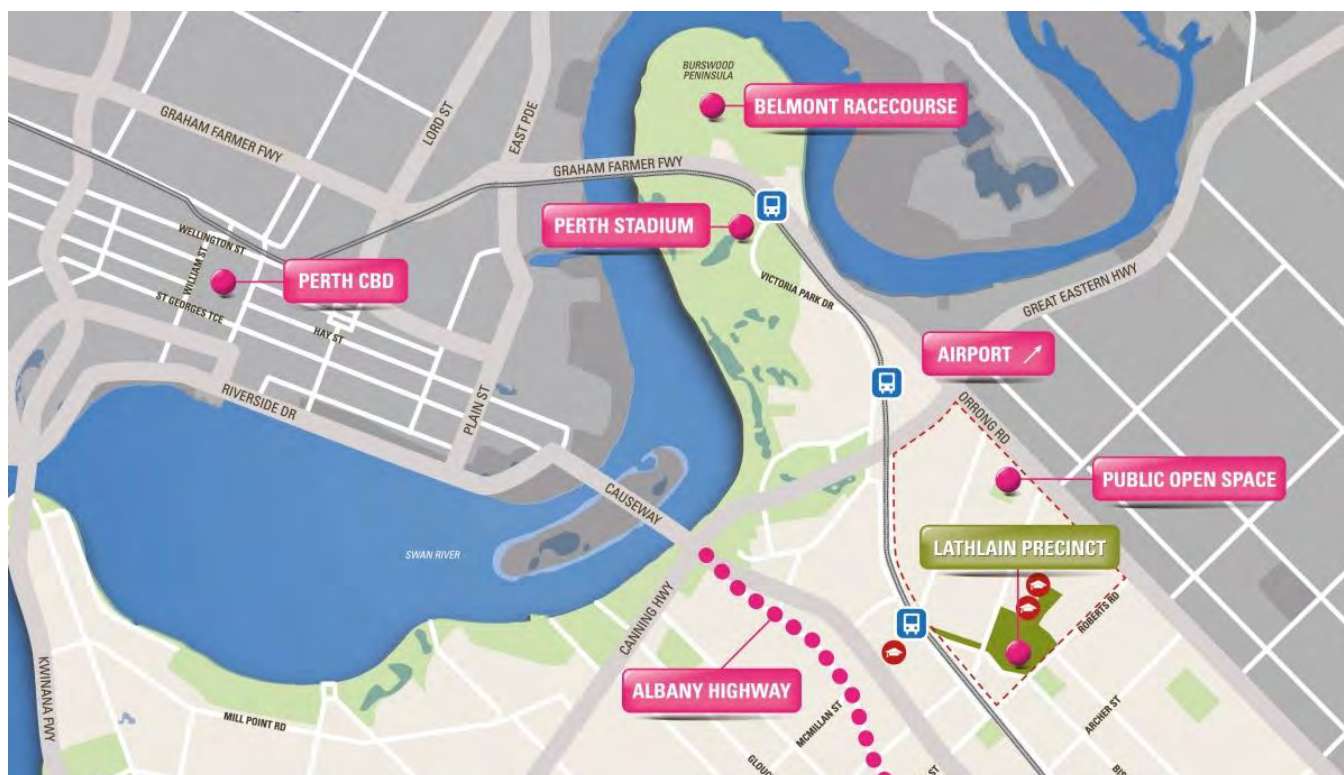 BURSWOOD
PENINSULA
BELMONT RACECOURSE
GRAHAM FARMER FWY
LORD ST
EAST PDE
GRAHAM FARMER FWY
PERTH STADIUM
WELLINGTON ST
WILLIAM ST
PERTH CBD
ST GEORGES TCE
HAY ST
VICTORIA PARK DR
GREAT EASTERN HWY
AIRPORT
RIVERSIDE DR
PLAIN ST
ORRONG RD
PUBLIC OPEN SPACE
CAUSEWAY
LATHLAIN PRECINCT
SWAN RIVER
CANNING HWY
ROBERTS RD
KWINANA FWY
ALBANY HIGHWAY
MILL POINT RD
MCMILLAN ST
ARCHER ST
ST